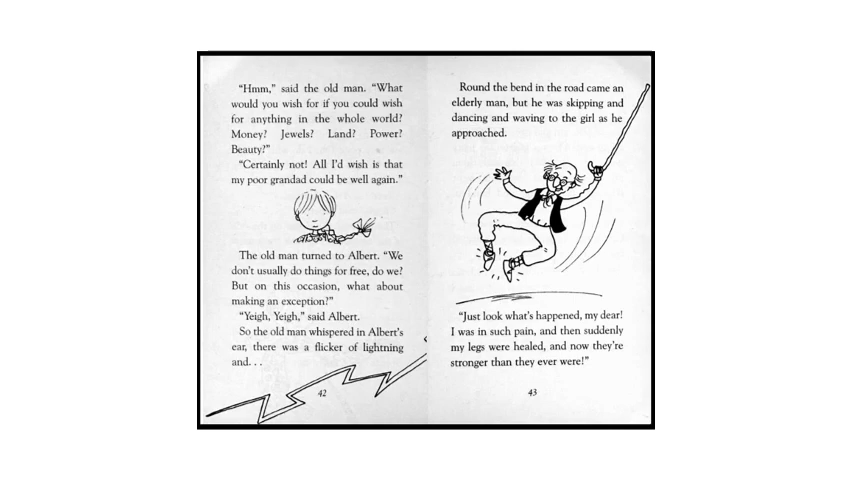 “Hmm,” said the old man. “What
would you wish for if you could wish
for anything in the whole world?
Money? Jewels? Land? Power?
Beauty?”
“Certainly not! All I’d wish is that
my poor grandad could be well again.”
The old man turned to Albert. “We
don’t usually do things for free, do we?
But on this occasion, what about
making an exception?”
“Yeigh, Yeigh,” said Albert.
So the old man whispered in Albert’s
ear, there was a flicker of lightning
and. . .
42
Round the bend in the road came an
elderly man, but he was skipping and
dancing and waving to the girl as he
approached.
“Just look what’s happened, my dear!
I was in such pain, and then suddenly
my legs were healed, and now they’re
stronger than they ever were!”
43